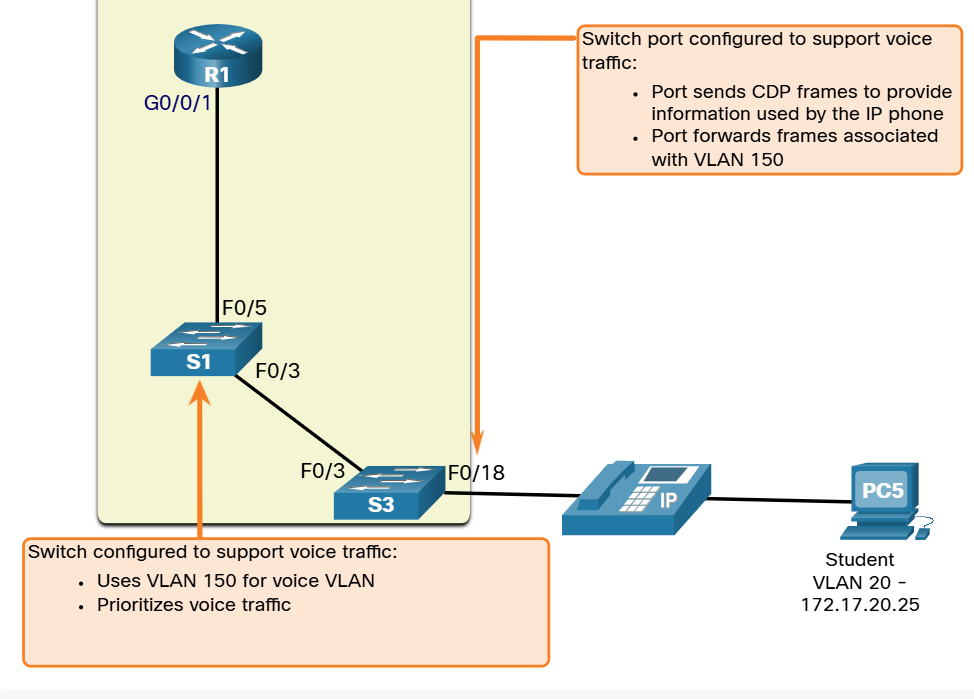 Switch port configured to support voice
traffic:
• Port sends CDP frames to provide
information used by the IP phone
• Port forwards frames associated
with VLAN 150
R1
G0/0/1
F0/5
S1
F0/3
F0/3
S3
F0/18
IP
PC5
Student
VLAN 20 –
172.17.20.25
Switch configured to support voice traffic:
• Uses VLAN 150 for voice VLAN
• Prioritizes voice traffic